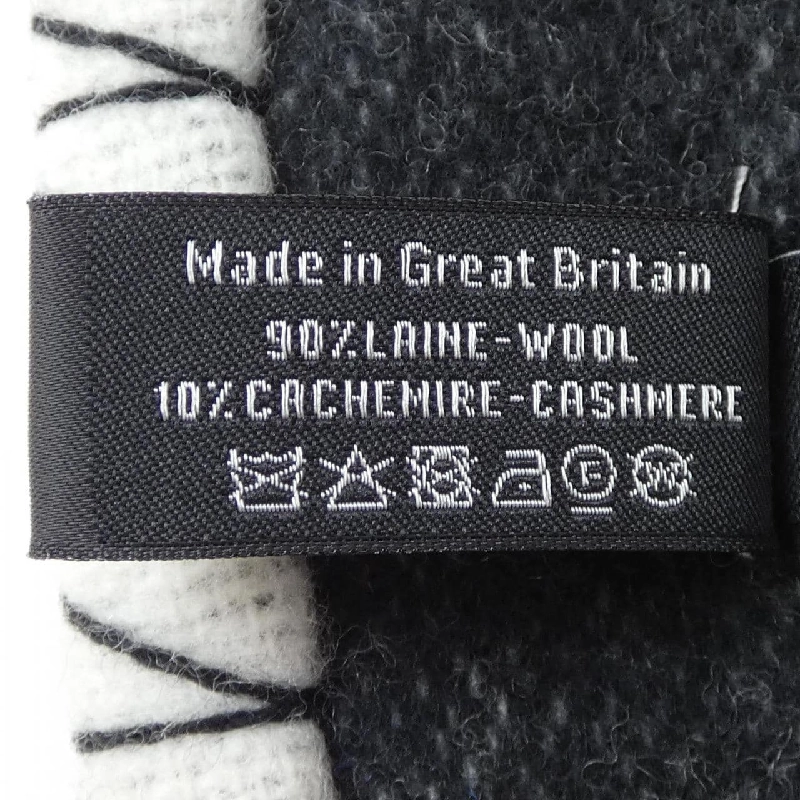 Made in Great Britain
90%LAINE-WOOL
10%CACHEMIRE-CASHMERE
P W